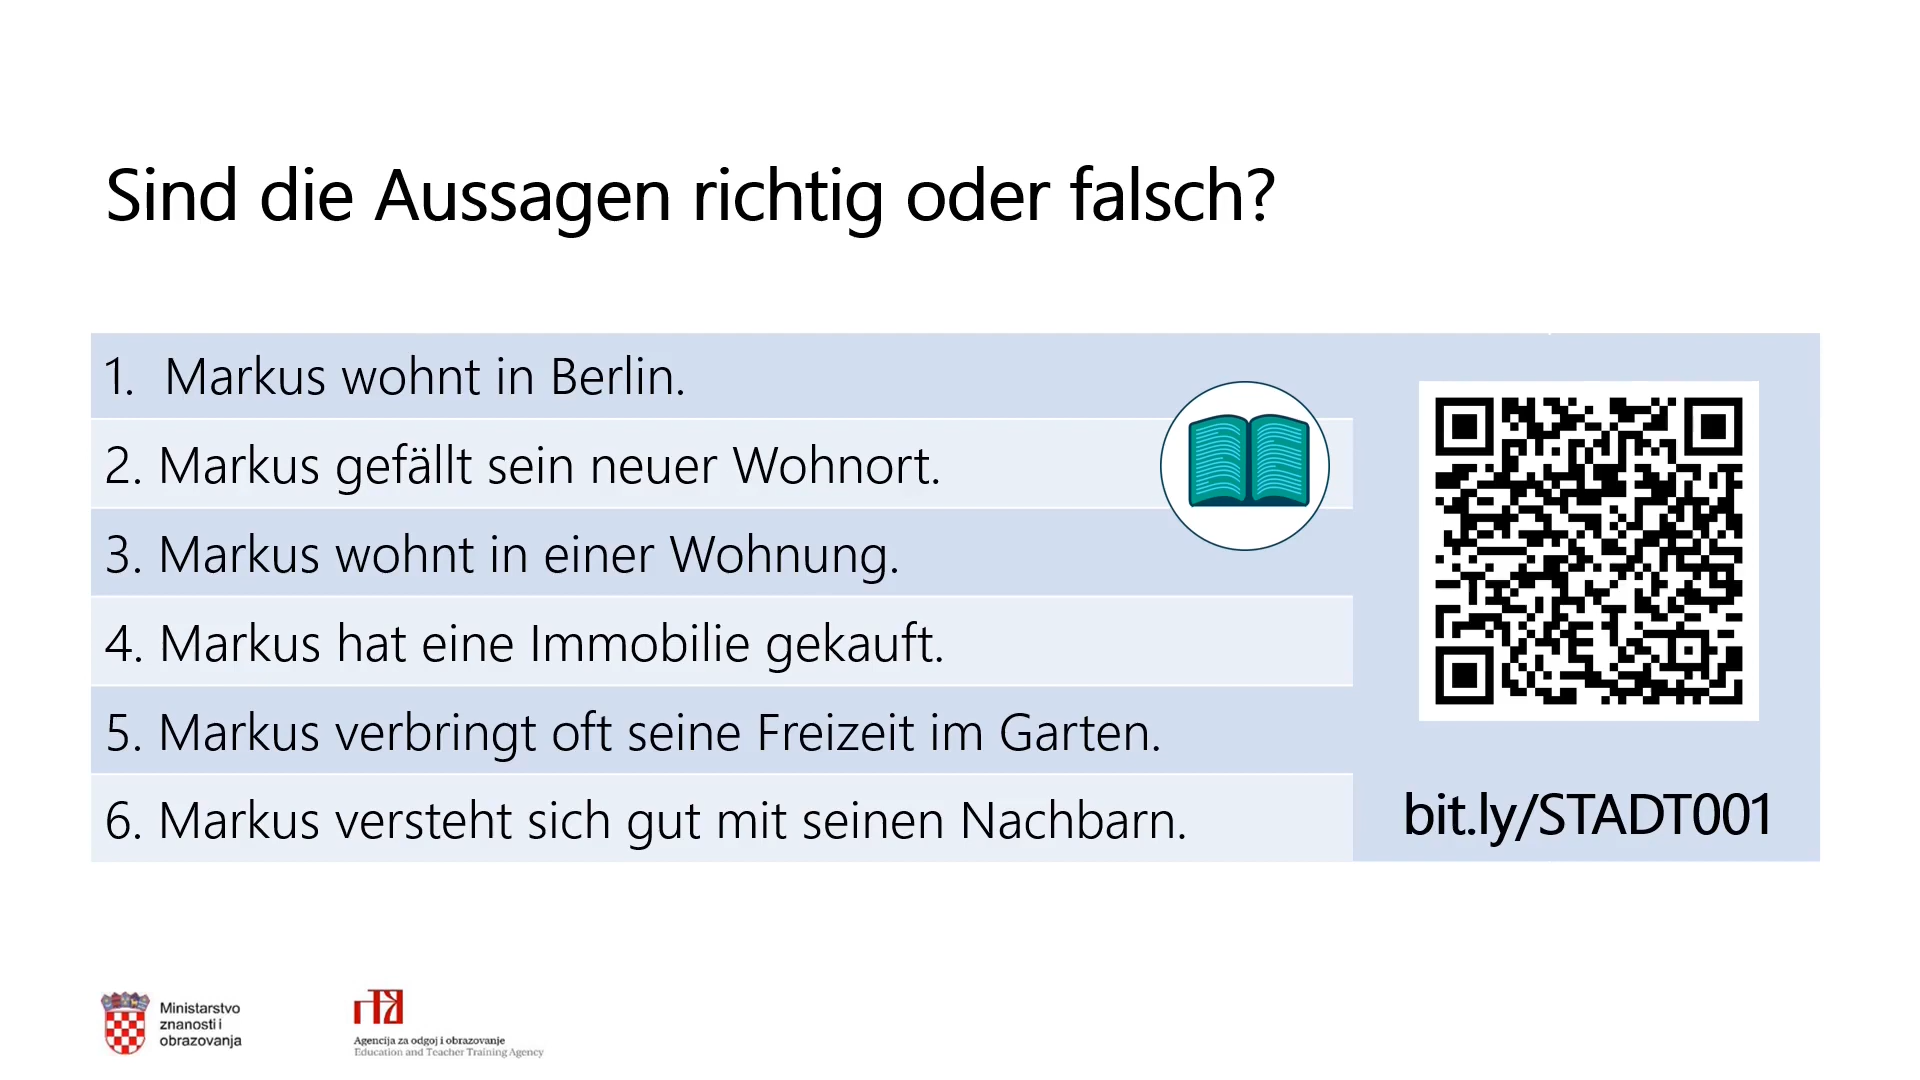 Sind die Aussagen richtig oder falsch?
1. Markus wohnt in Berlin.
2. Markus gefällt sein neuer Wohnort.
3. Markus wohnt in einer Wohnung.
4. Markus hat eine Immobilie gekauft.
5. Markus verbringt oft seine Freizeit im Garten.
6. Markus versteht sich gut mit seinen Nachbarn.
bit.ly/STADT001
Ministarstvo
znanosti i
obrazovanja
Agencija za odgoj i obrazovanje
Education and Teacher Training Agency